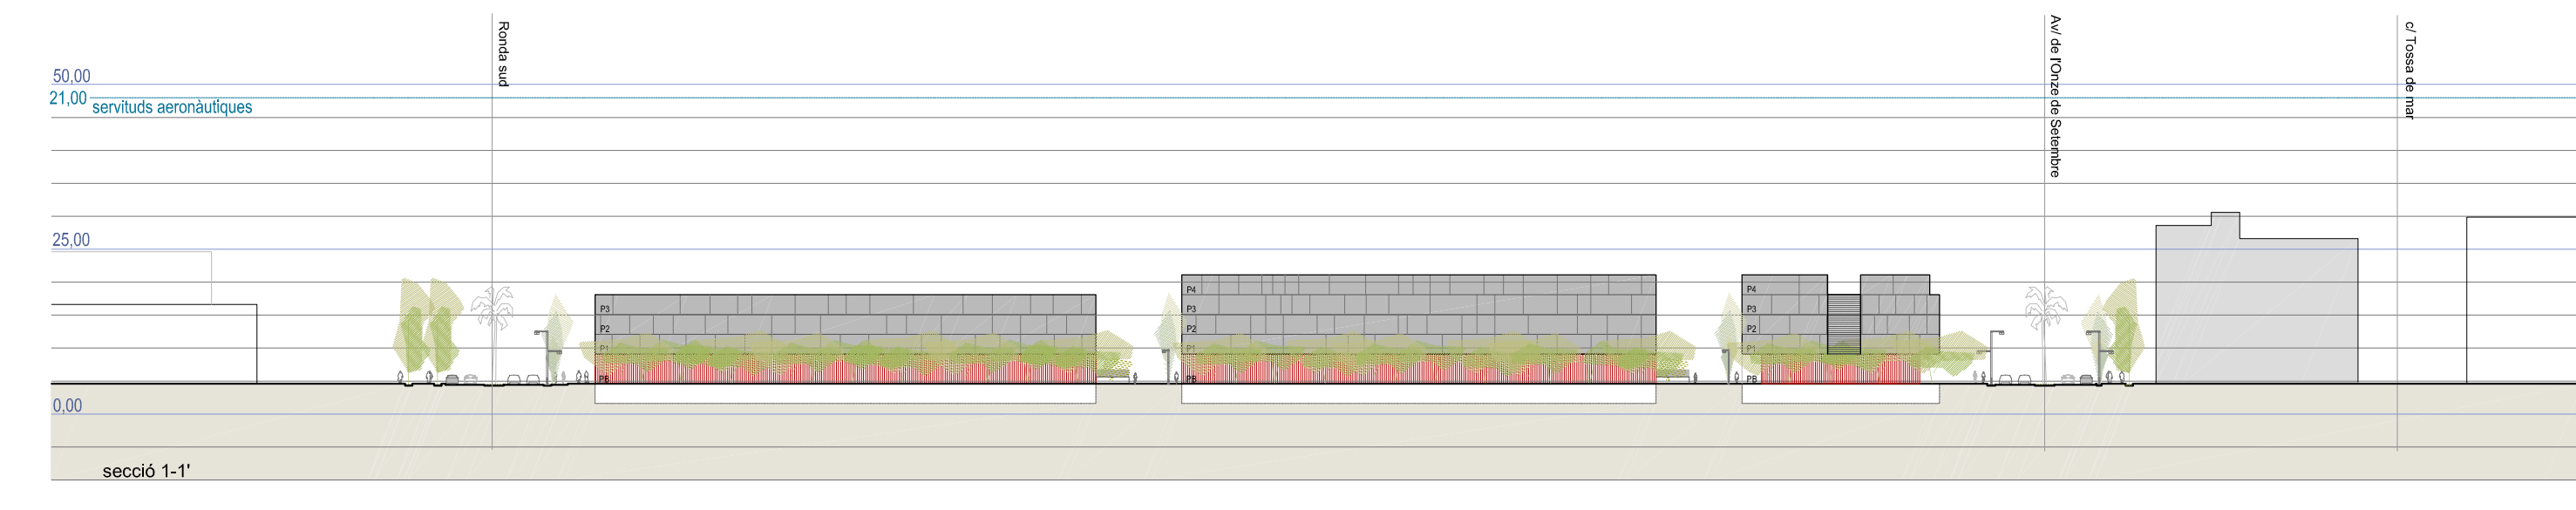 Ronda sud
Av/ de l'Onze de Setembre
c/ Tossa de mar
50,00
21,00 servituds aeronàutiques
25,00
P3
P2
P1
PB
P4
P3
P2
P1
PB
P4
P3
P2
P1
PB
0,00
secció 1-1'